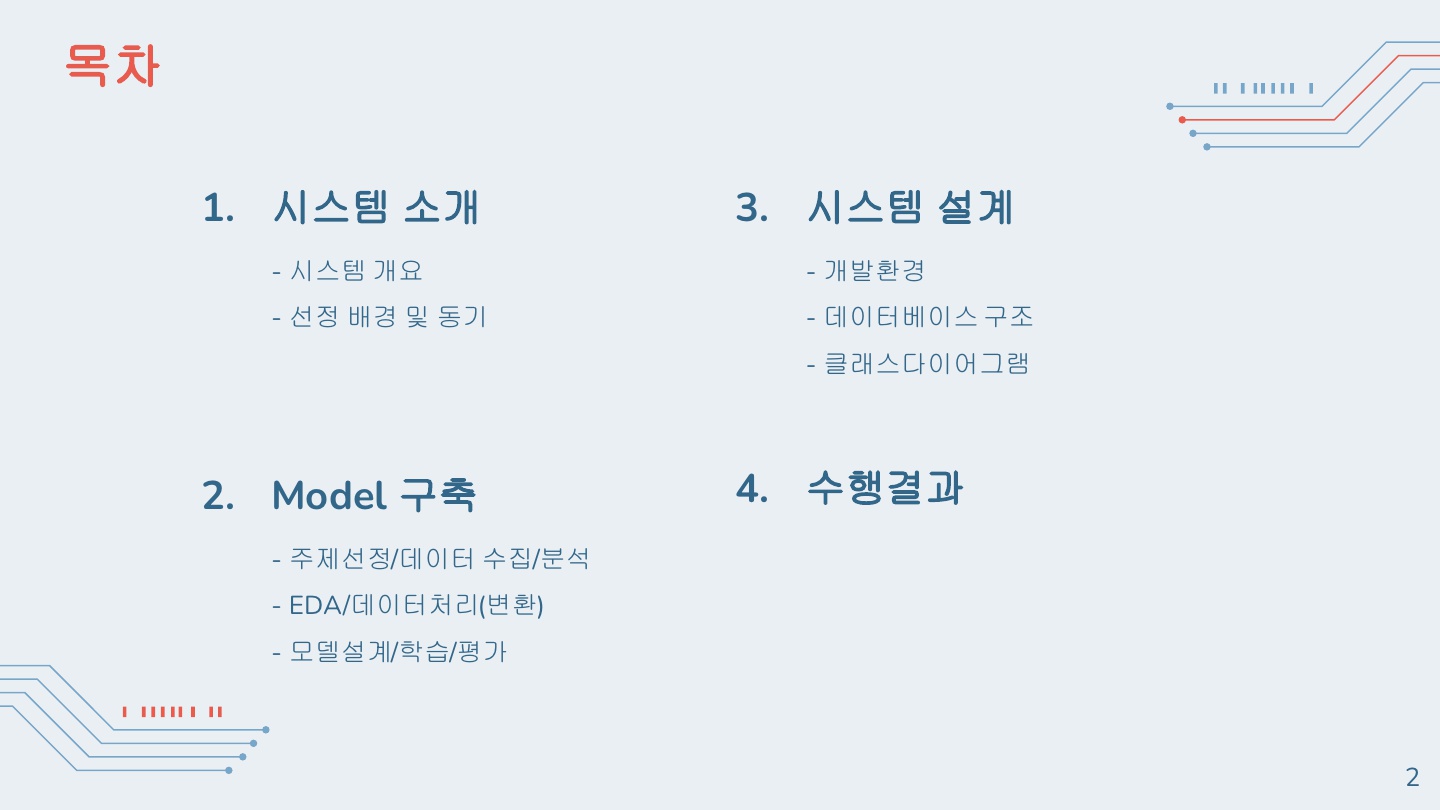 목차
1. 시스템 소개
- 시스템 개요
- 선정 배경 및 동기
2. Model 구축
- 주제선정/데이터 수집/분석
- EDA/데이터처리(변환)
- 모델설계/학습/평가
3. 시스템 설계
- 개발환경
- 데이터베이스 구조
- 클래스다이어그램
4. 수행결과
2